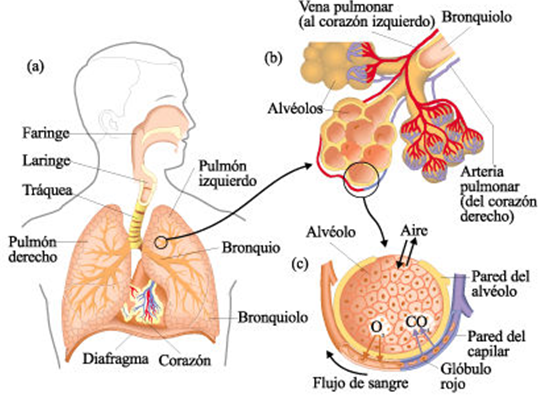 (a)
Faringe
Laringe
Tráquea
Pulmón
izquierdo
Pulmón
derecho
Bronquio
Bronquiolo
Diafragma
Corazón
(b)
Vena pulmonar
(al corazón izquierdo)
Bronquiolo
Alvéolos
Arteria
pulmonar
(del corazón
derecho)
(c)
Alvéolo
Aire
Pared del
alvéolo
O
CO
Pared del
capilar
Glóbulo
rojo
Flujo de sangre